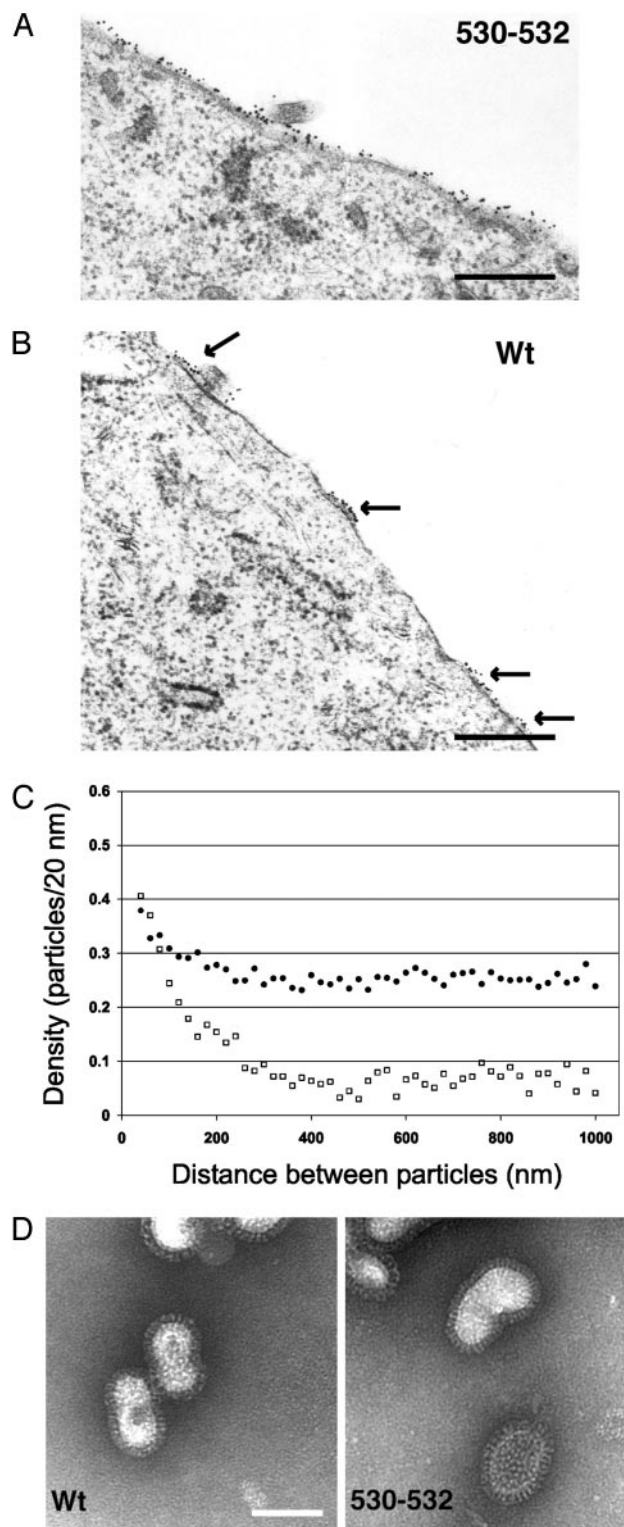 A
530-532
B
Wt
C
0.6
0.5
0.4
0.3
0.2
0.1
0
Density (particles/20 nm)
0 200 400 600 800 1000
Distance between particles (nm)
D
Wt
530-532